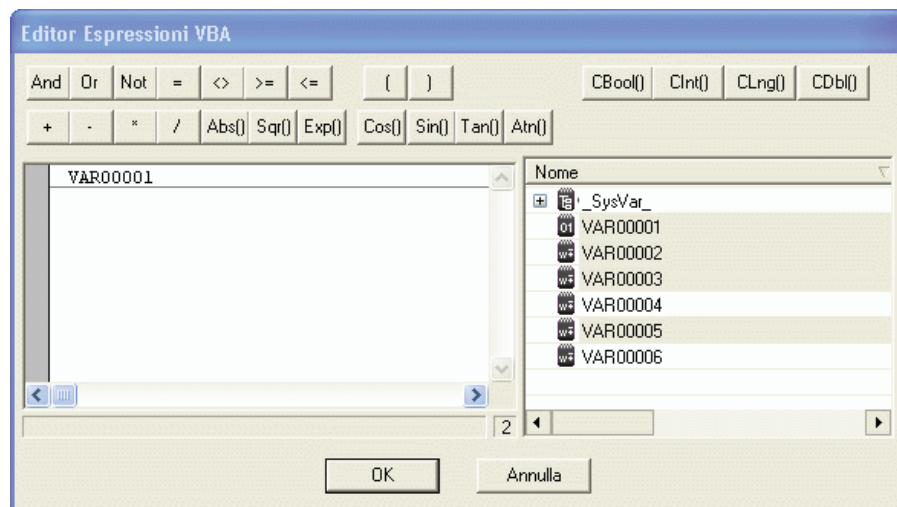 Editor Espressioni VBA
And Or Not = <> >= <= ( ) CBool() CInt() CLng() CDbl()
+ - * / Abs() Sqr() Exp() Cos() Sin() Tan() Atn()
VAR00001
Nome
_SysVar_
VAR00001
VAR00002
VAR00003
VAR00004
VAR00005
VAR00006
2
OK Annulla